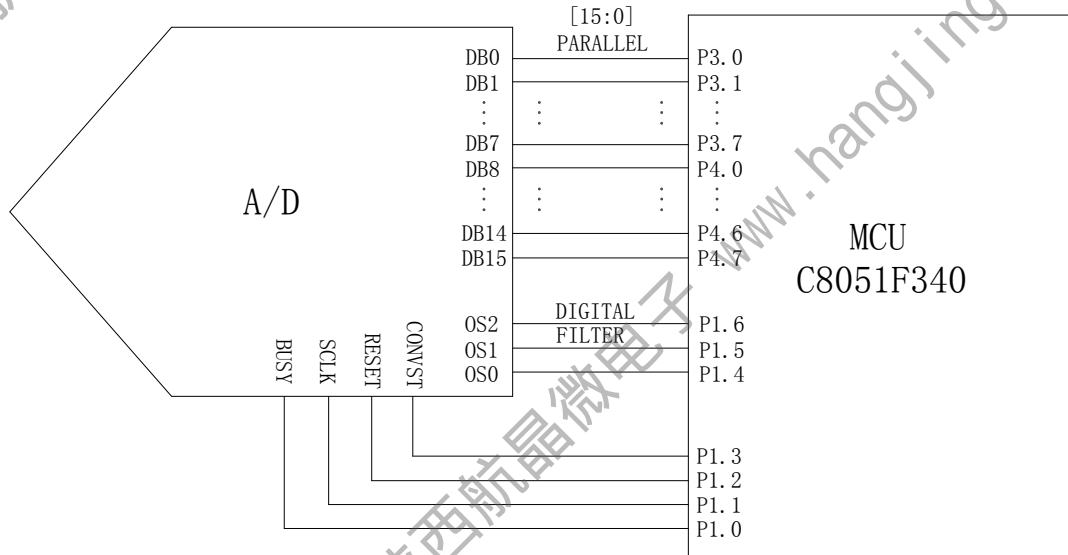 [15:0]
PARALLEL
DB0 P3.0
DB1 P3.1
DB7 P3.7
DB8 P4.0
A/D
DB14 P4.6
DB15 P4.7
MCU
C8051F340
DIGITAL
FILTER
OS2 P1.6
OS1 P1.5
OS0 P1.4
BUSY
SCLK
RESET
CONVST
P1.3
P1.2
P1.1
P1.0
西航晶微电子 www.hangjing